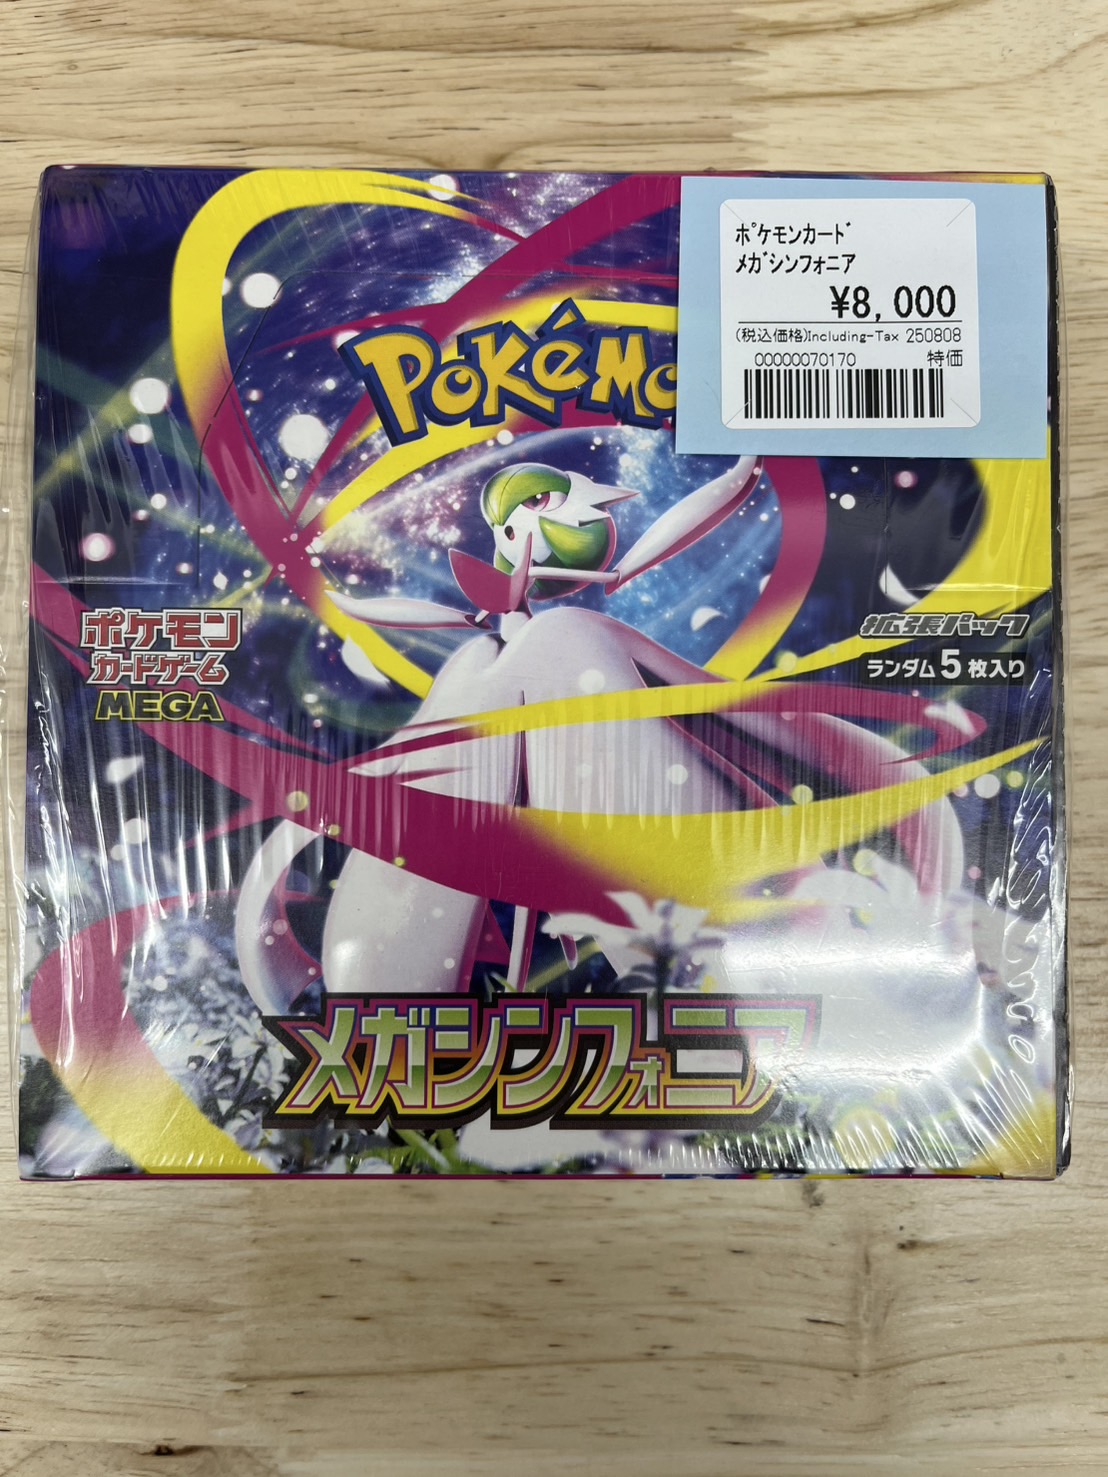 ﾎﾟｹﾓﾝｶｰﾄﾞ
ﾒｶﾞｼﾝﾌｫﾆｱ
¥8,000
(税込価格)Including-Tax 250808
00000070170 特価
POKéMO
ポケモン
カードゲーム
MEGA
拡張パック
ランダム5枚入り
メガシンフォニア